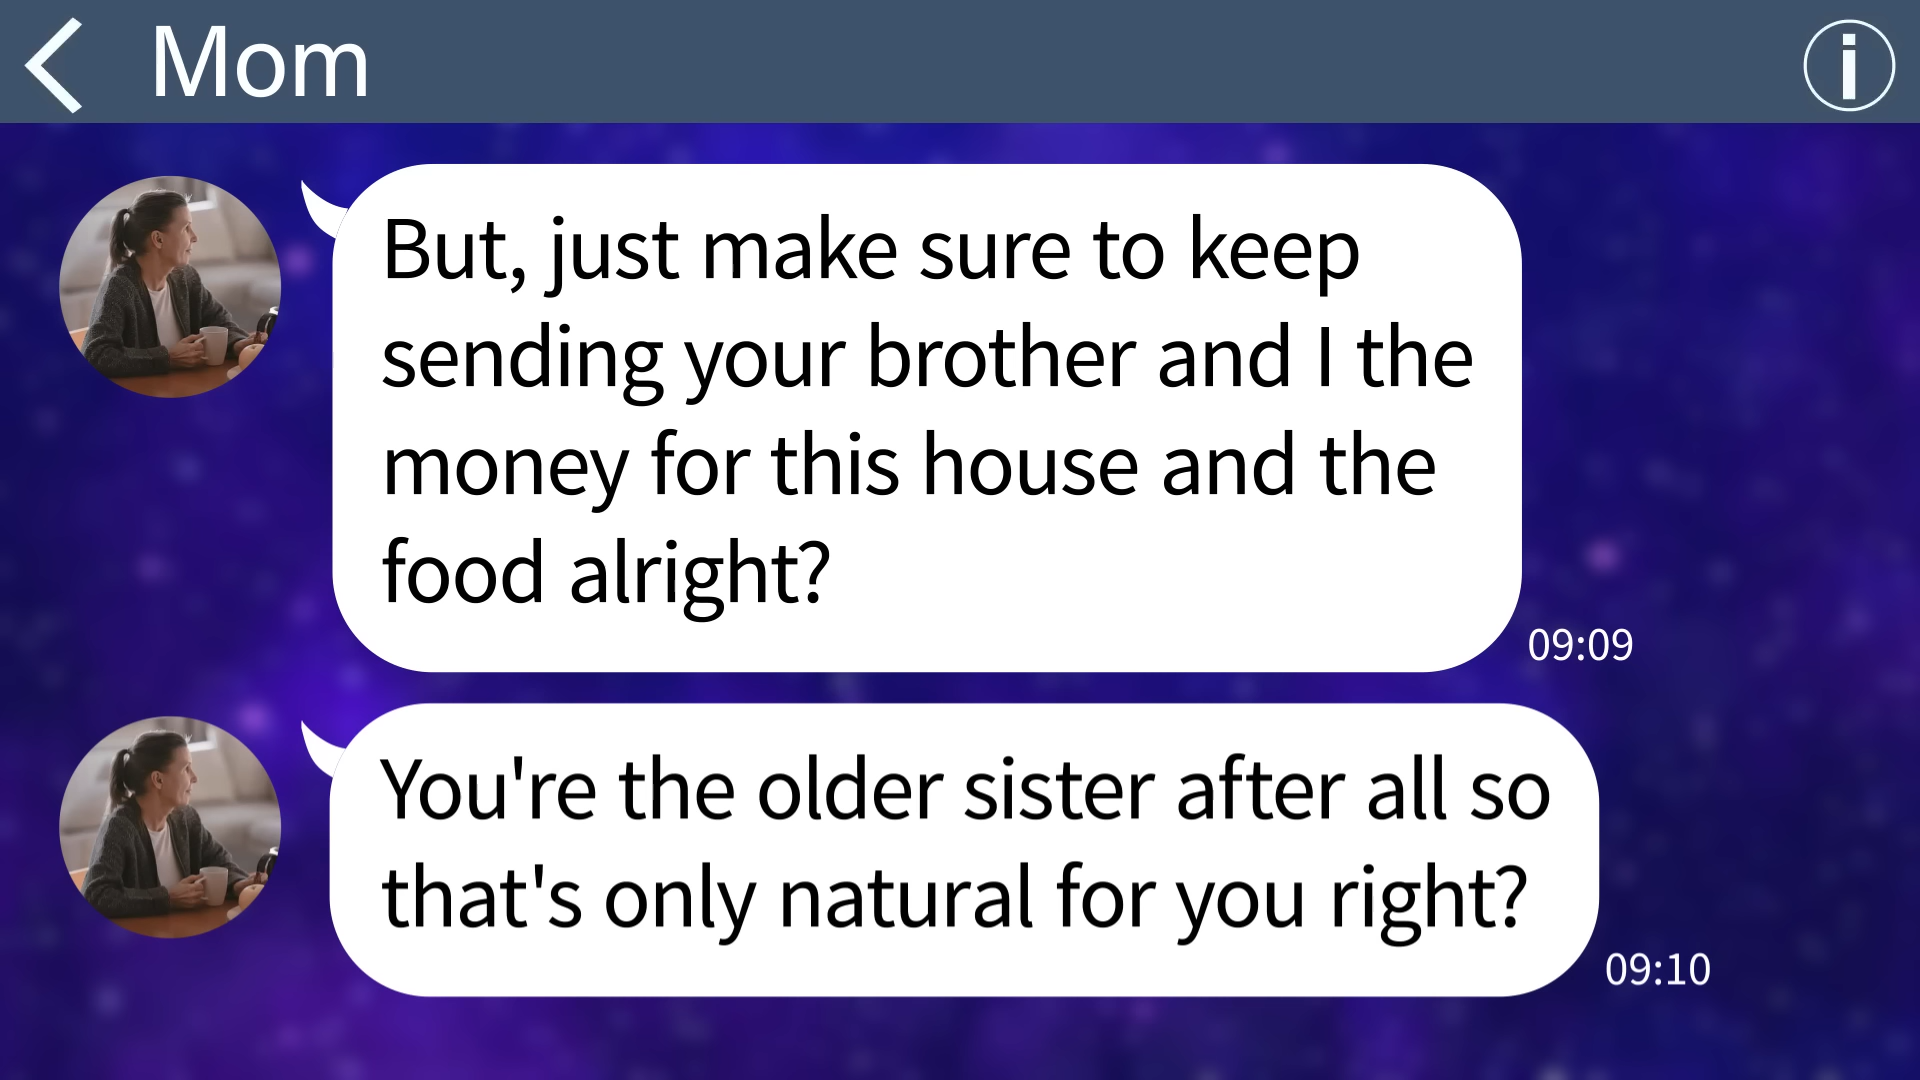 Mom
But, just make sure to keep
sending your brother and I the
money for this house and the
food alright?
09:09
You're the older sister after all so
that's only natural for you right?
09:10